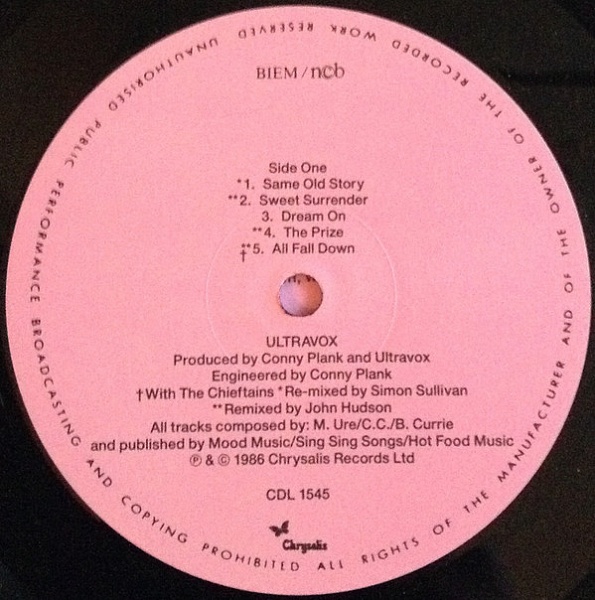 BIEM / ncb
Side One
*1. Same Old Story
**2. Sweet Surrender
3. Dream On
**4. The Prize
**†5. All Fall Down
ULTRAVOX
Produced by Conny Plank and Ultravox
Engineered by Conny Plank
†With The Chieftains *Re-mixed by Simon Sullivan
**Remixed by John Hudson
All tracks composed by: M. Ure/C.C./B. Currie
and published by Mood Music/Sing Sing Songs/Hot Food Music
℗ & © 1986 Chrysalis Records Ltd
CDL 1545
Chrysalis
ALL RIGHTS OF THE MANUFACTURER AND OF THE OWNER OF THE RECORDED WORK RESERVED UNAUTHORISED PUBLIC PERFORMANCE BROADCASTING AND COPYING PROHIBITED